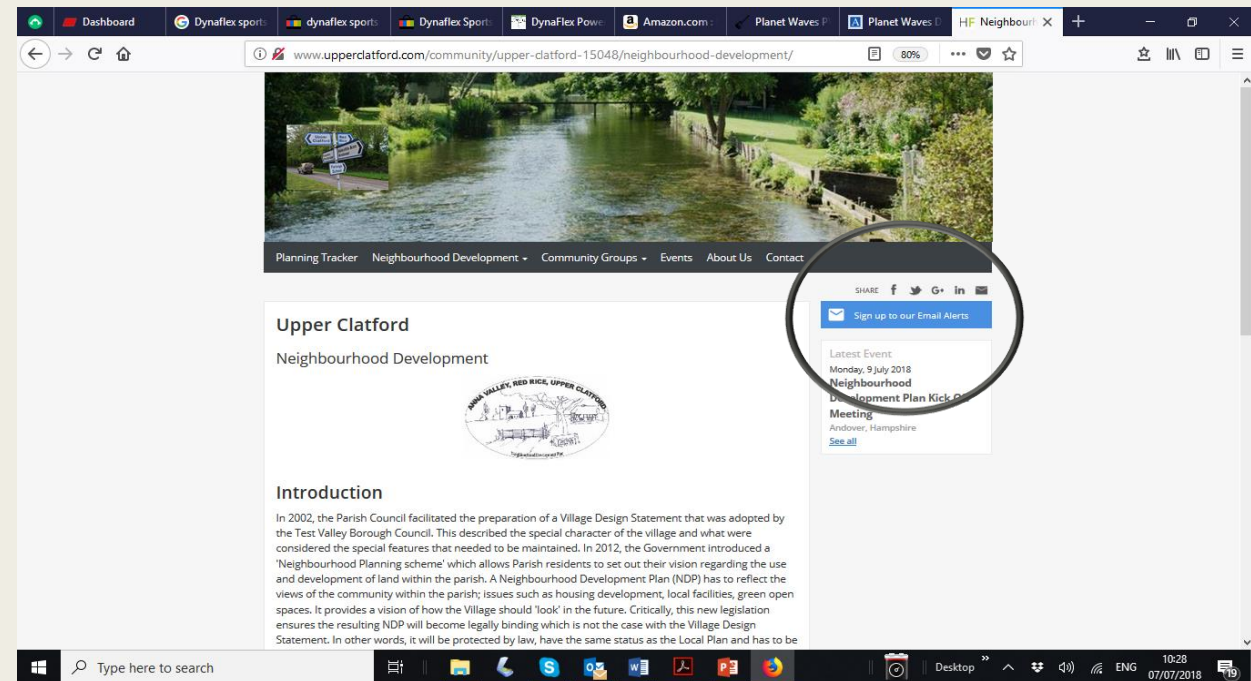 Dashboard
Dynaflex sports
dynaflex sports
Dynaflex Sports
DynaFlex Powe
Amazon.com :
Planet Waves P
Planet Waves D
HF Neighbourh
www.upperclatford.com/community/upper-clatford-15048/neighbourhood-development/
80%
Planning Tracker Neighbourhood Development Community Groups Events About Us Contact
SHARE
Sign up to our Email Alerts
Upper Clatford
Neighbourhood Development
ANNA VALLEY, RED RICE, UPPER CLATFORD
Latest Event
Monday, 9 July 2018
Neighbourhood
Development Plan Kick Off
Meeting
Andover, Hampshire
See all
Introduction
In 2002, the Parish Council facilitated the preparation of a Village Design Statement that was adopted by
the Test Valley Borough Council. This described the special character of the village and what were
considered the special features that needed to be maintained. In 2012, the Government introduced a
'Neighbourhood Planning scheme' which allows Parish residents to set out their vision regarding the use
and development of land within the parish. A Neighbourhood Development Plan (NDP) has to reflect the
views of the community within the parish; issues such as housing development, local facilities, green open
spaces. It provides a vision of how the Village should 'look' in the future. Critically, this new legislation
ensures the resulting NDP will become legally binding which is not the case with the Village Design
Statement. In other words, it will be protected by law, have the same status as the Local Plan and has to be
Type here to search
Desktop
ENG
10:28
07/07/2018
19